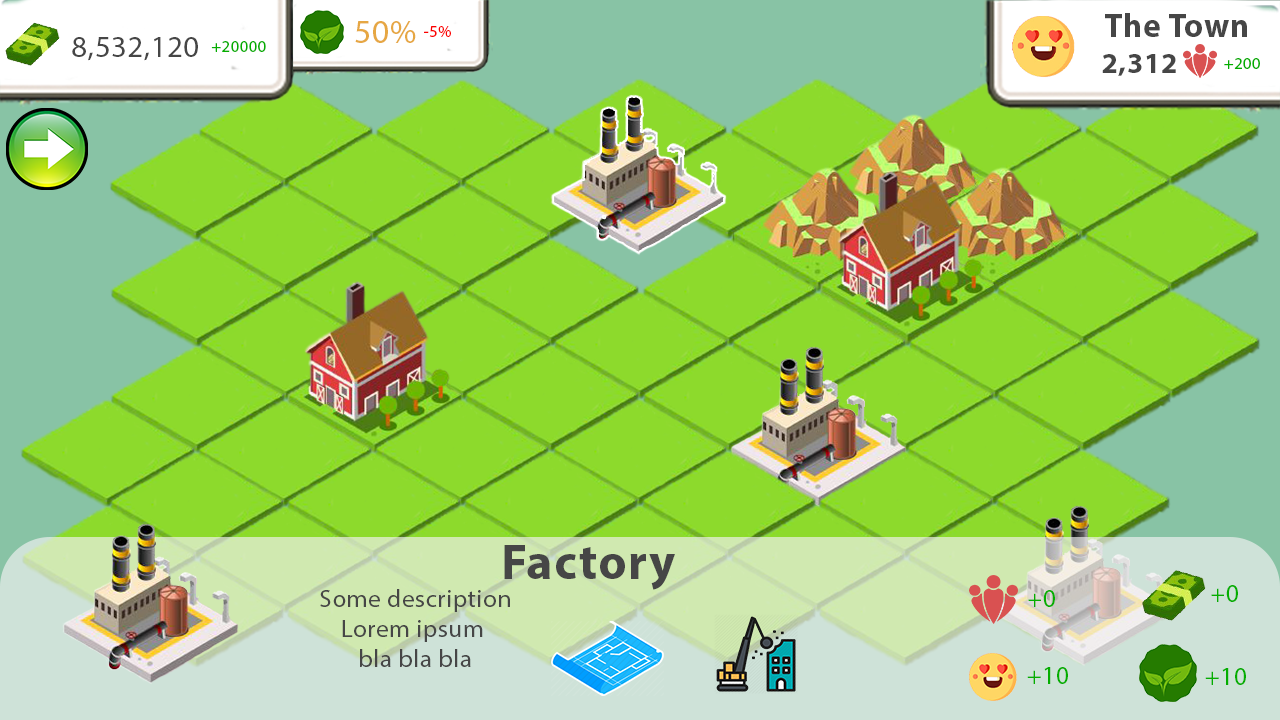 8,532,120 +20000
50% -5%
The Town
2,312 +200
Factory
Some description
Lorem ipsum
bla bla bla
+0 +0
+10 +10